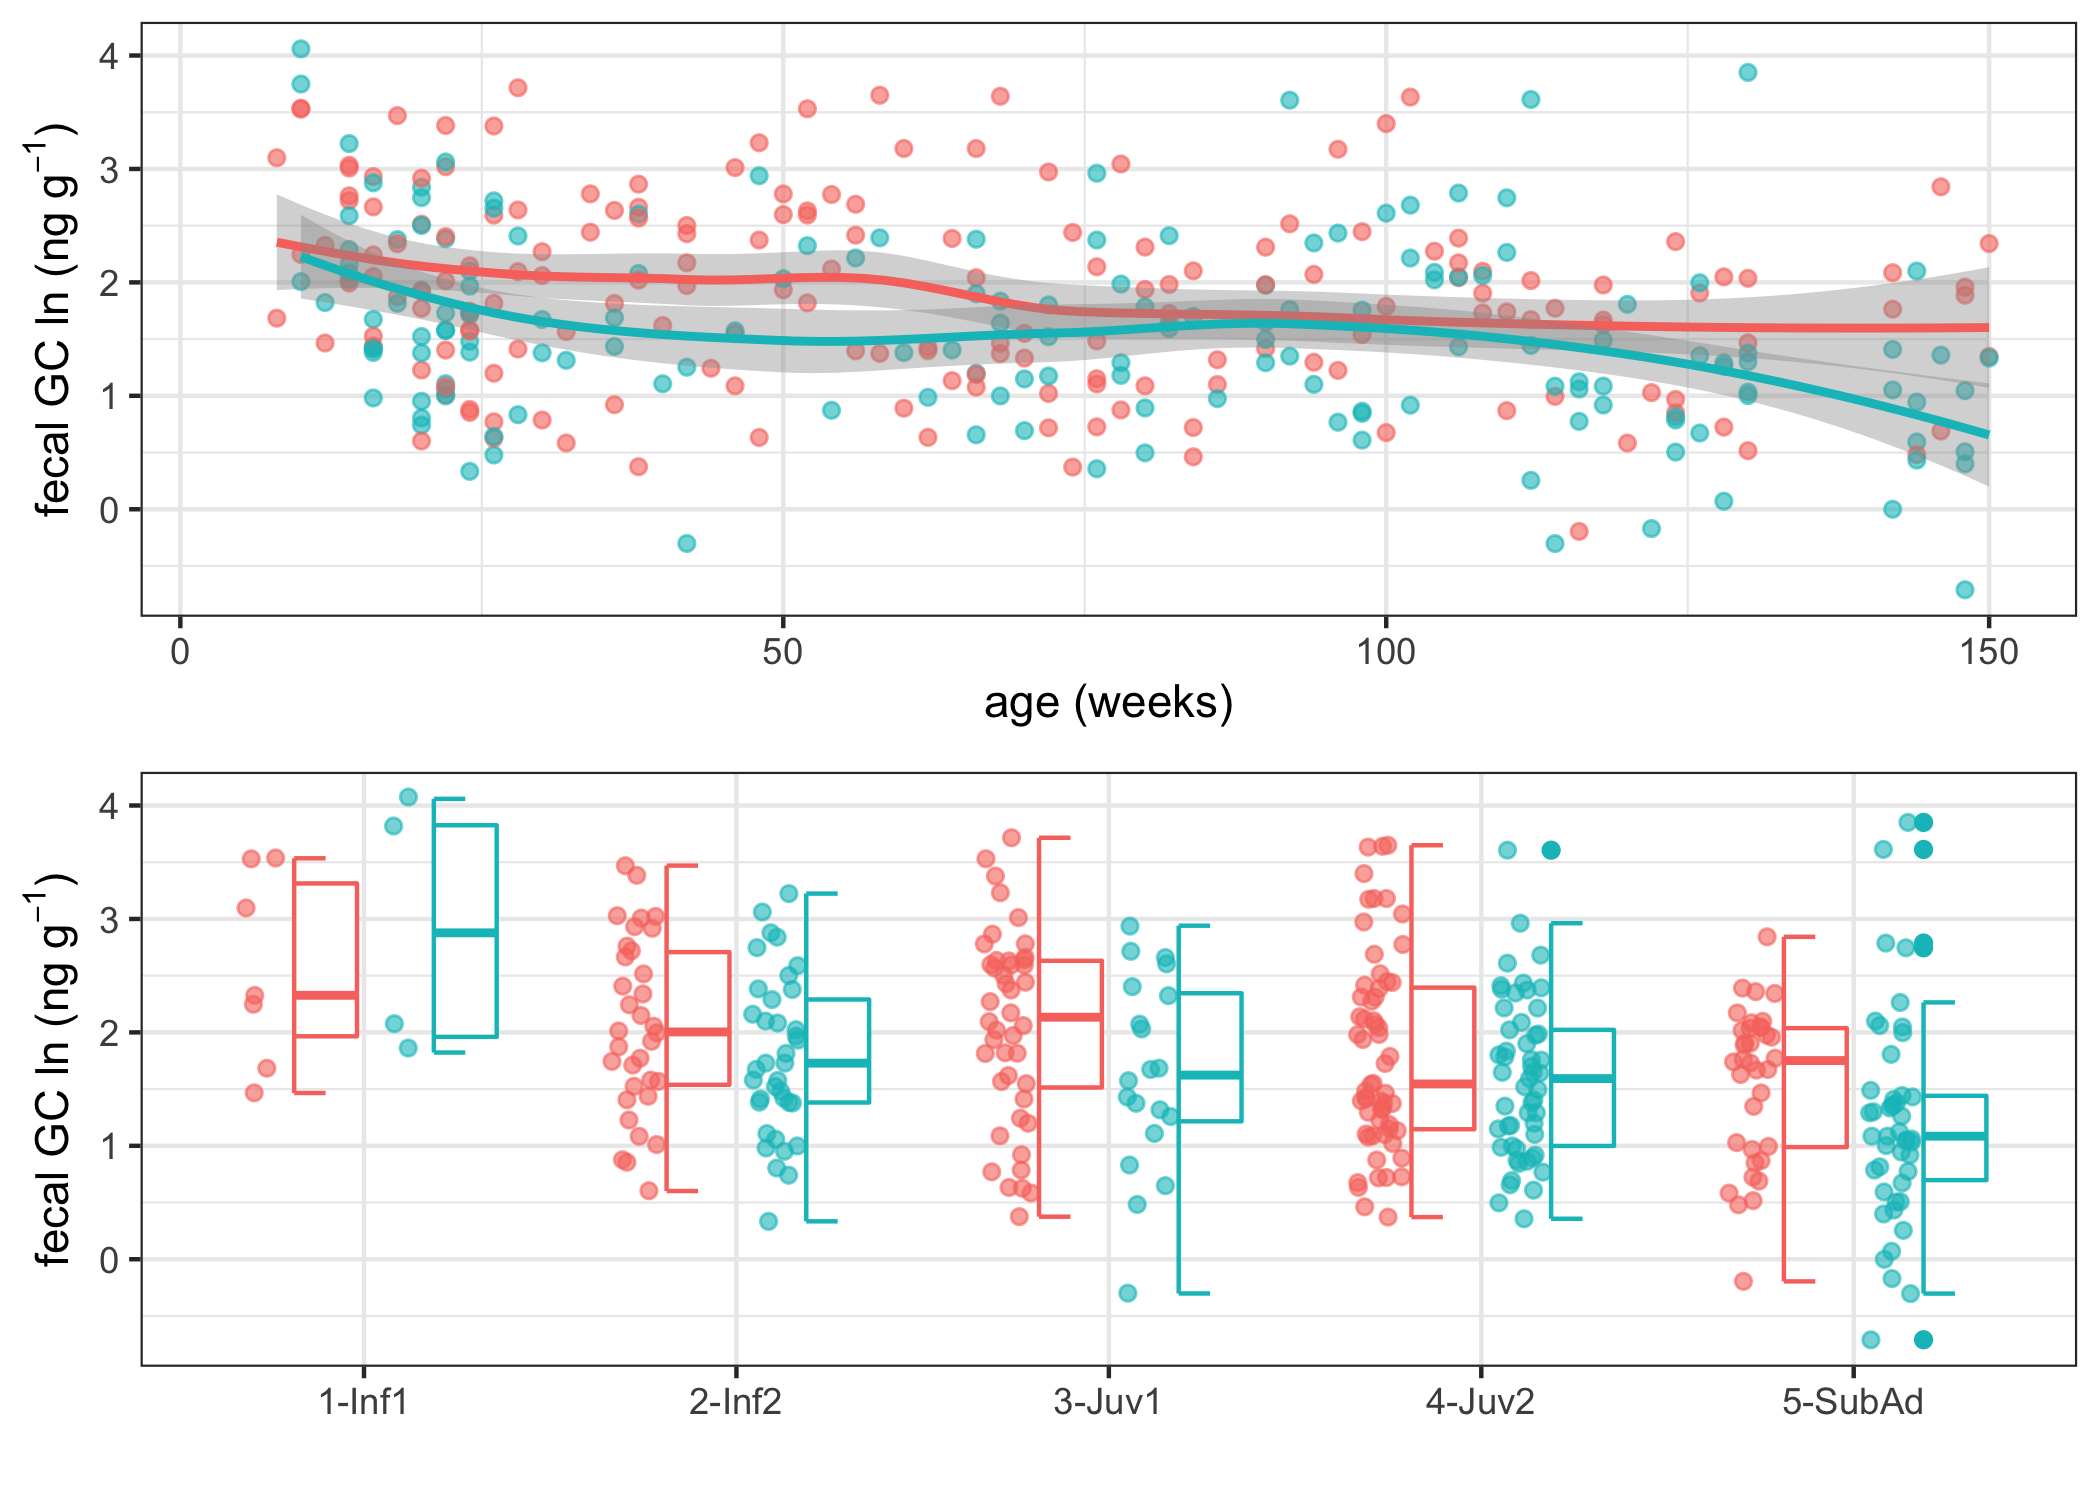 4
3
2
1
0
fecal GC ln (ng g⁻¹)
0 50 100 150
age (weeks)
4
3
2
1
0
fecal GC ln (ng g⁻¹)
1-Inf1 2-Inf2 3-Juv1 4-Juv2 5-SubAd